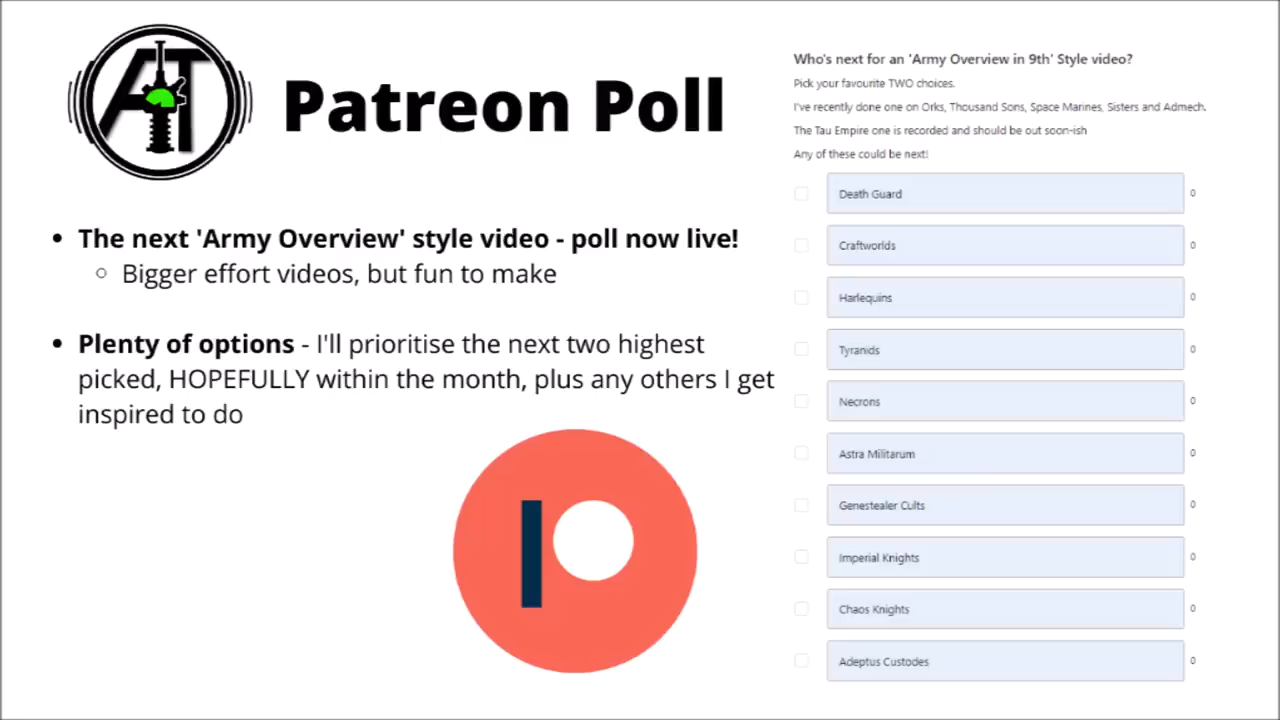 AT
Patreon Poll
The next 'Army Overview' style video - poll now live!
Bigger effort videos, but fun to make
Plenty of options - I'll prioritise the next two highest
picked, HOPEFULLY within the month, plus any others I get
inspired to do
Who's next for an 'Army Overview in 9th' Style video?
Pick your favourite TWO choices.
I've recently done one on Orks, Thousand Sons, Space Marines, Sisters and Admech.
The Tau Empire one is recorded and should be out soon-ish
Any of these could be next!
Death Guard 0
Craftworlds 0
Harlequins 0
Tyranids 0
Necrons 0
Astra Militarum 0
Genestealer Cults 0
Imperial Knights 0
Chaos Knights 0
Adeptus Custodes 0